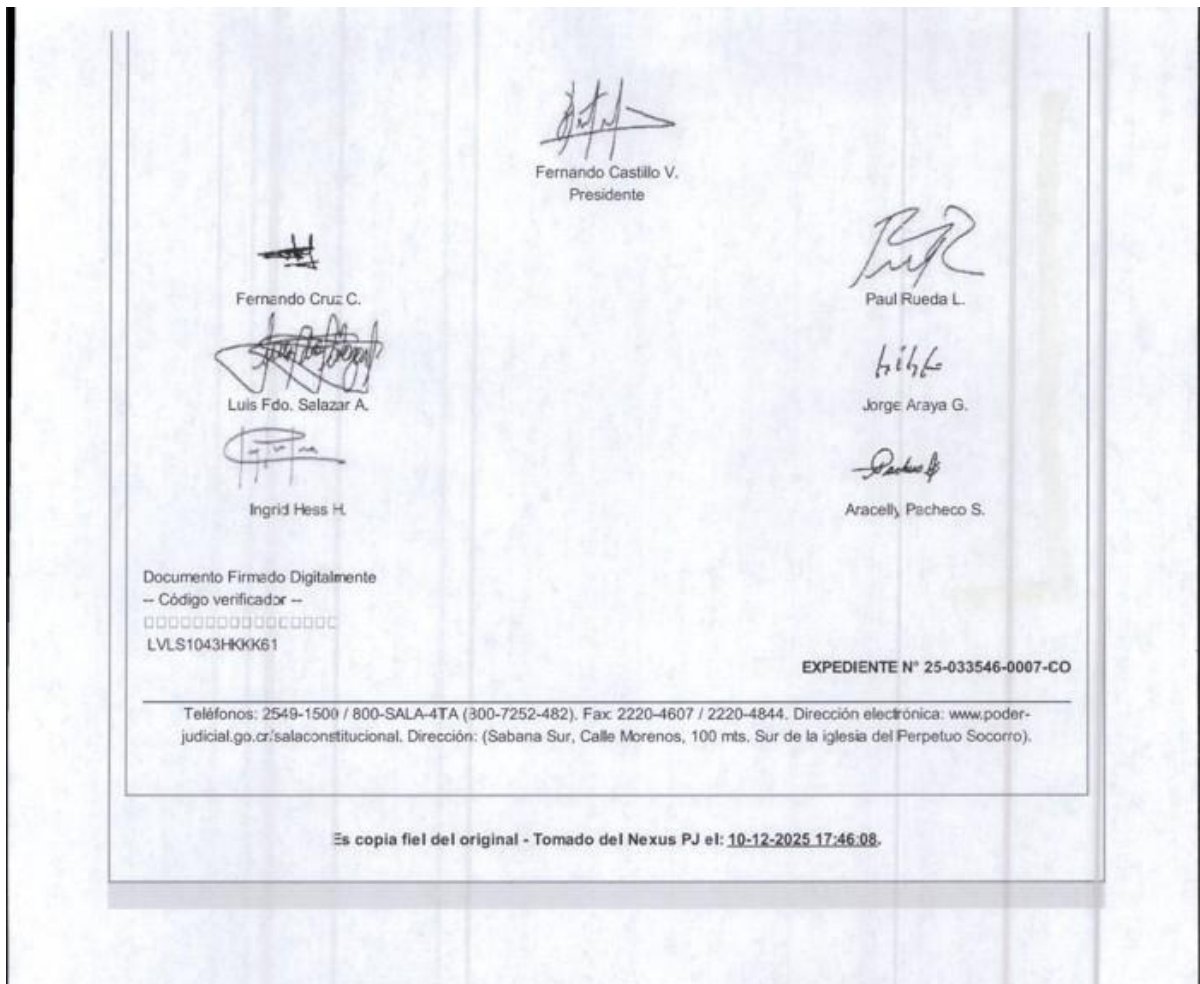 Fernando Castillo V.
Presidente
Fernando Cruz C.
Paul Rueda L.
Luis Fdo. Salazar A.
Jorge Araya G.
Ingrid Hess H.
Aracelly Pacheco S.
Documento Firmado Digitalmente
-- Código verificador --
LVLS1043HKKK61
EXPEDIENTE N° 25-033546-0007-CO
Teléfonos: 2549-1500 / 800-SALA-4TA (800-7252-482). Fax: 2220-4607 / 2220-4844. Dirección electrónica: www.poder-
judicial.go.cr/salaconstitucional. Dirección: (Sabana Sur, Calle Morenos, 100 mts. Sur de la iglesia del Perpetuo Socorro).
Es copia fiel del original - Tomado del Nexus PJ el: 10-12-2025 17:46:08.